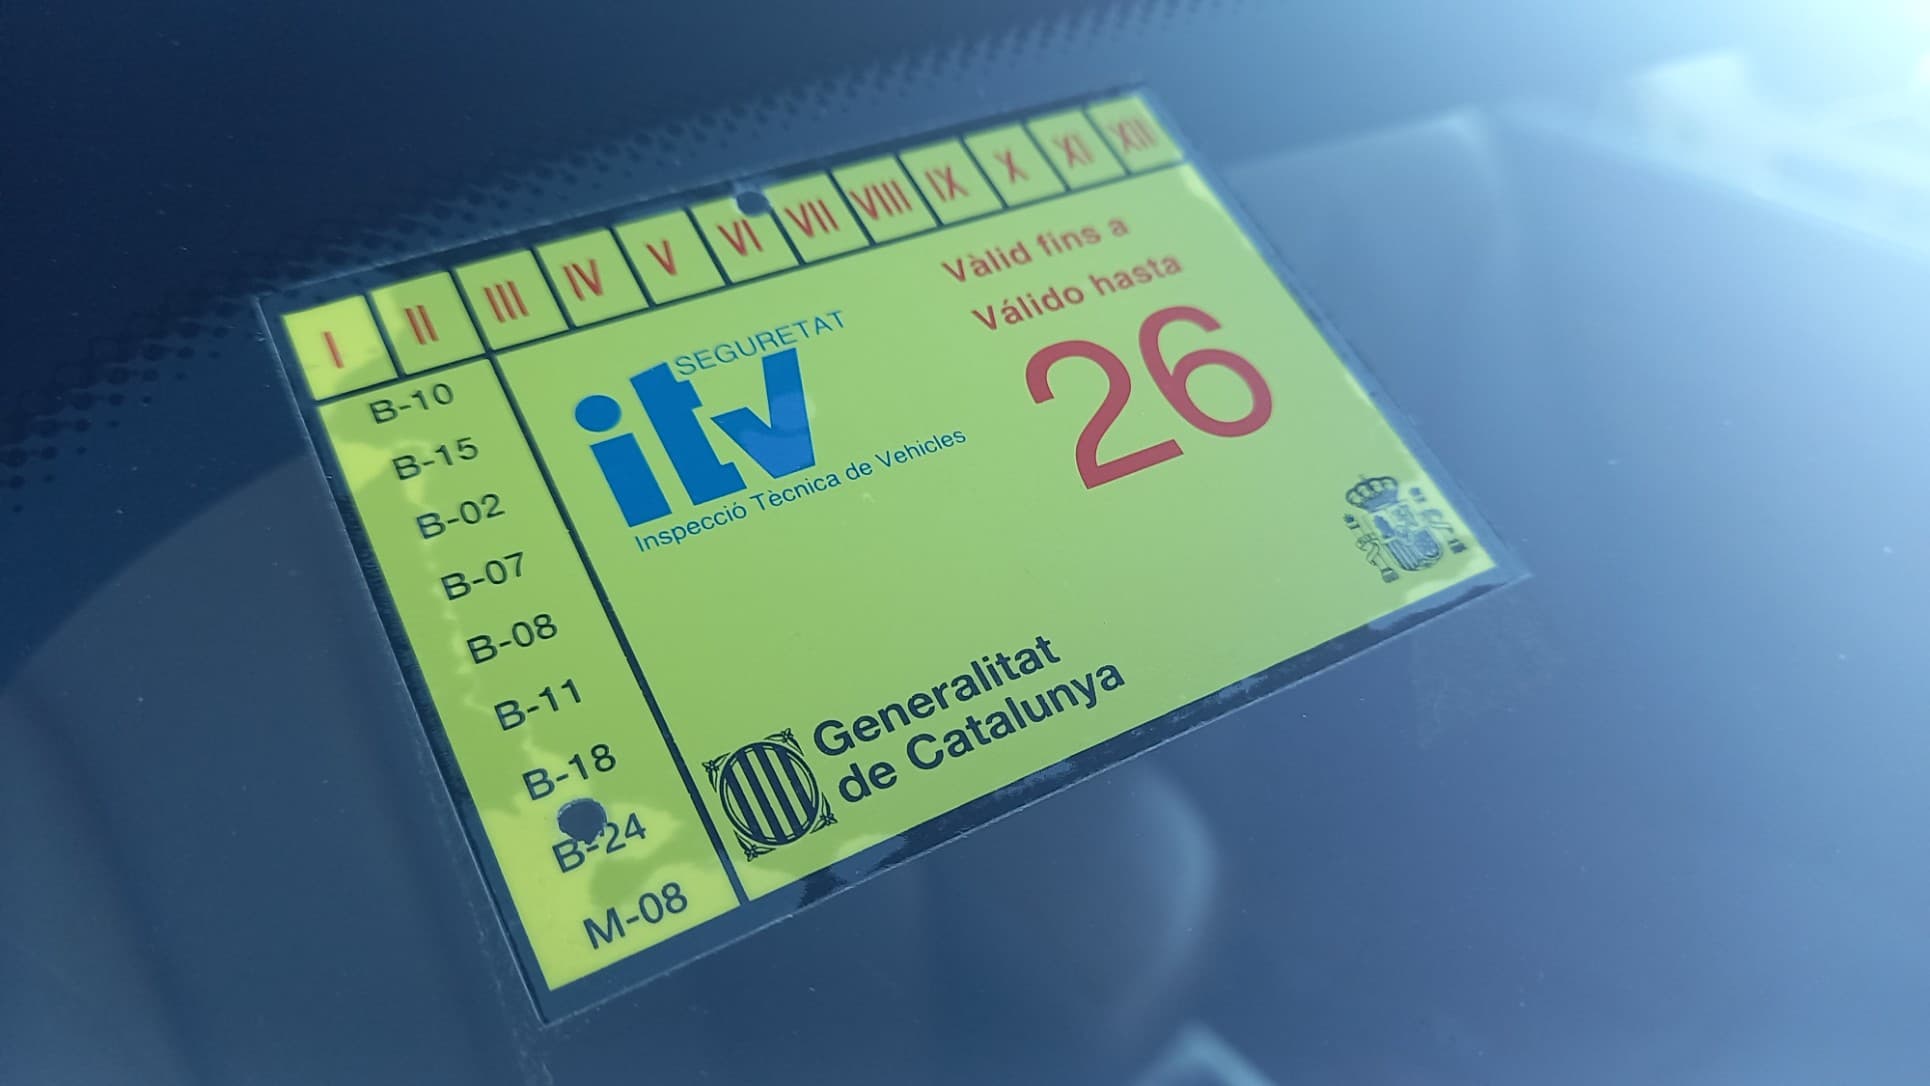 I II III IV V VI VII VIII IX X XI XII
B-10
B-15
B-02
B-07
B-08
B-11
B-18
B-24
M-08
SEGURETAT
itv
Inspecció Tècnica de Vehicles
Vàlid fins a
Válido hasta
26
Generalitat
de Catalunya